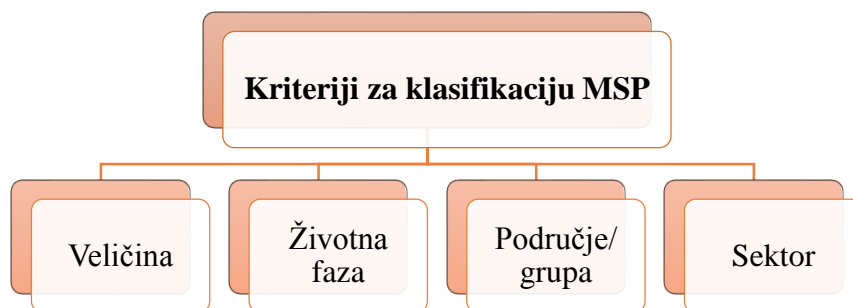 Kriteriji za klasifikaciju MSP
Veličina
Životna
faza
Područje/
grupa
Sektor